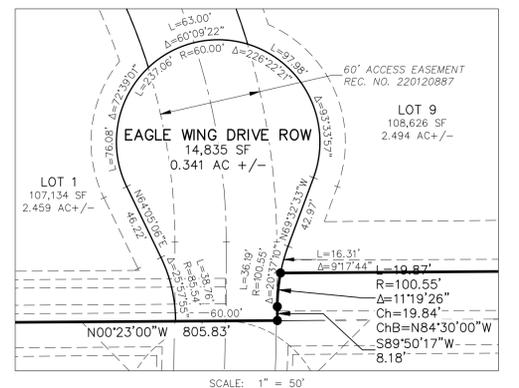 L=63.00'
Δ=60°09'22"
L=237.06' R=60.00' Δ=226°22'21"
L=97.98'
Δ=72°39'01"
L=76.08'
Δ=93°33'57"
60' ACCESS EASEMENT
REC. NO. 220120887
LOT 9
108,626 SF
2.494 AC+/-
EAGLE WING DRIVE ROW
14,835 SF
0.341 AC +/-
LOT 1
107,134 SF
2.459 AC+/-
N64°05'06"E
46.22'
N69°32'33"W
42.97'
Δ=25°57'55"
R=85.54'
L=38.76'
L=36.19'
R=100.55'
Δ=20°37'10"
L=16.31'
Δ=9°17'44"
L=19.87'
R=100.55'
Δ=11°19'26"
Ch=19.84'
ChB=N84°30'00"W
S89°50'17"W
8.18'
60.00'
N00°23'00"W 805.83'
SCALE: 1" = 50'